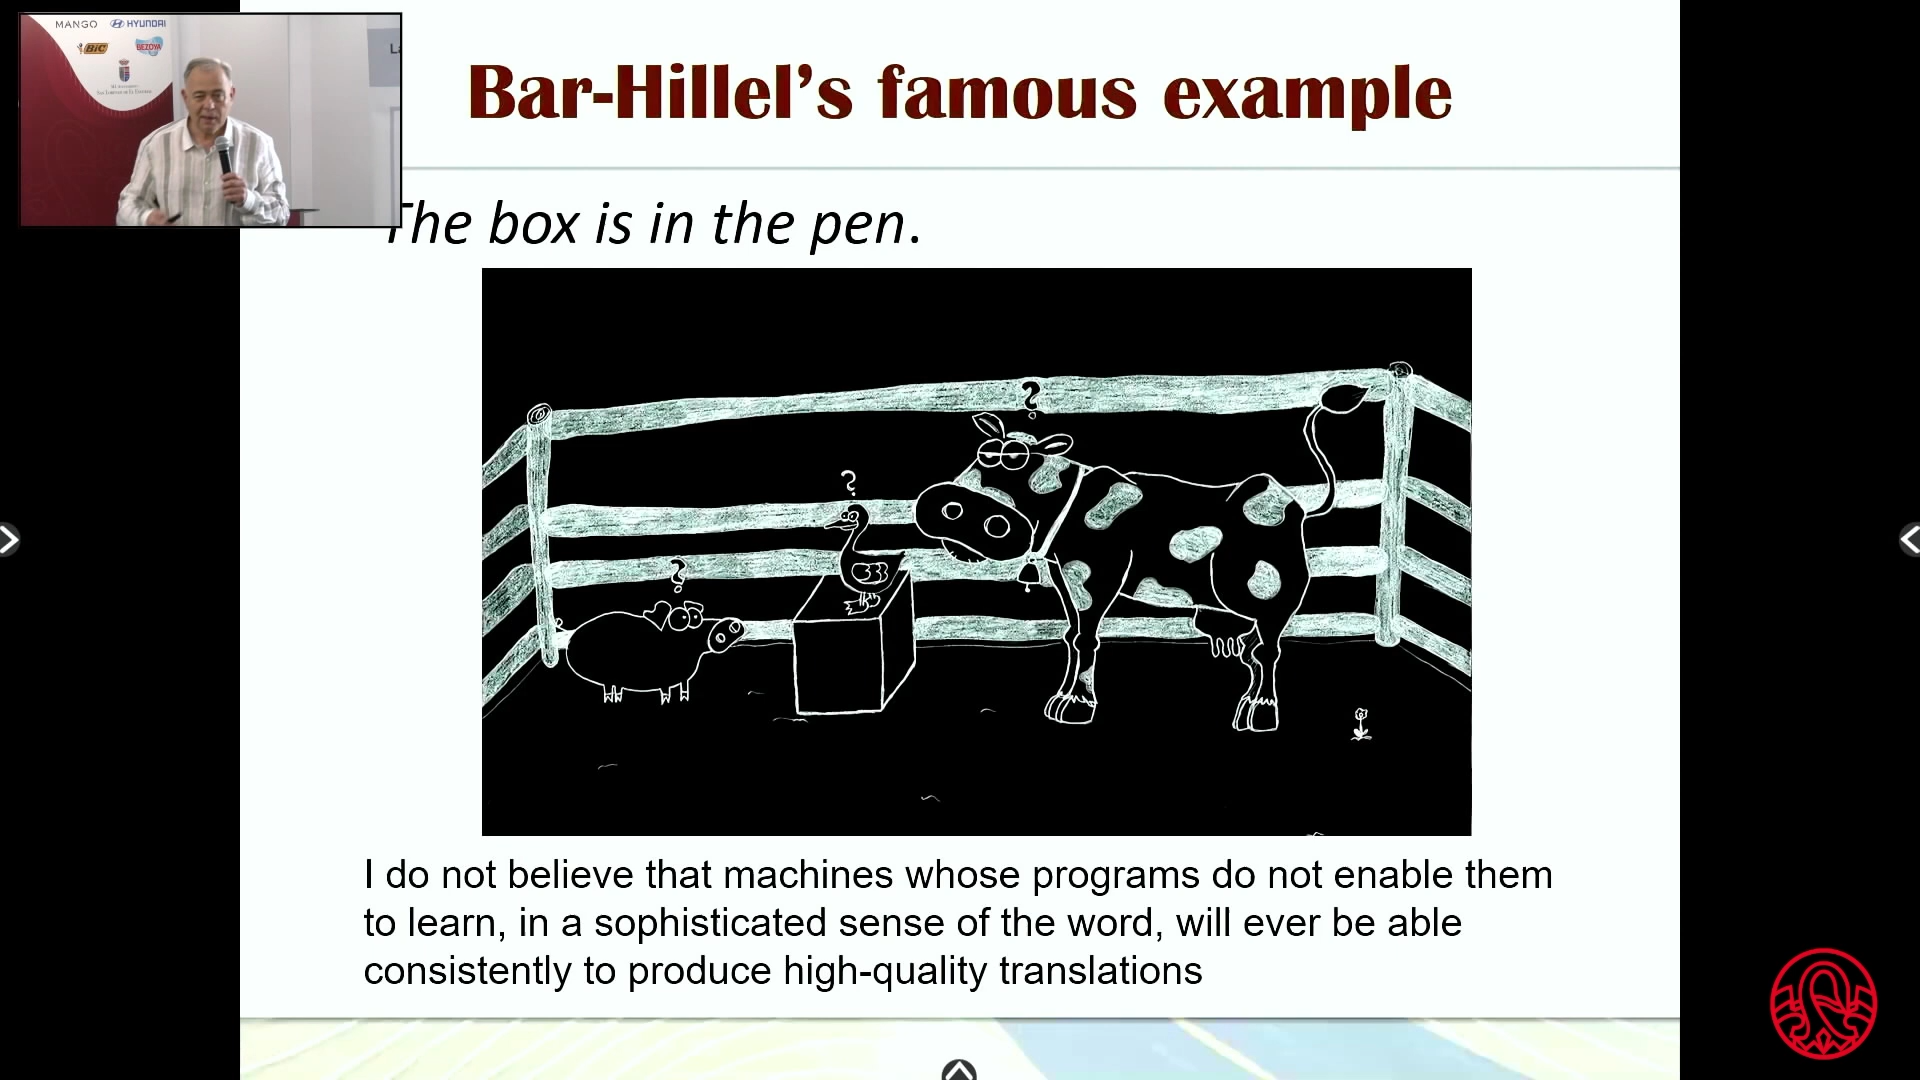 MANGO HYUNDAI
BIC BEZOYA
La
Bar-Hillel's famous example
The box is in the pen.
?
?
?
I do not believe that machines whose programs do not enable them
to learn, in a sophisticated sense of the word, will ever be able
consistently to produce high-quality translations